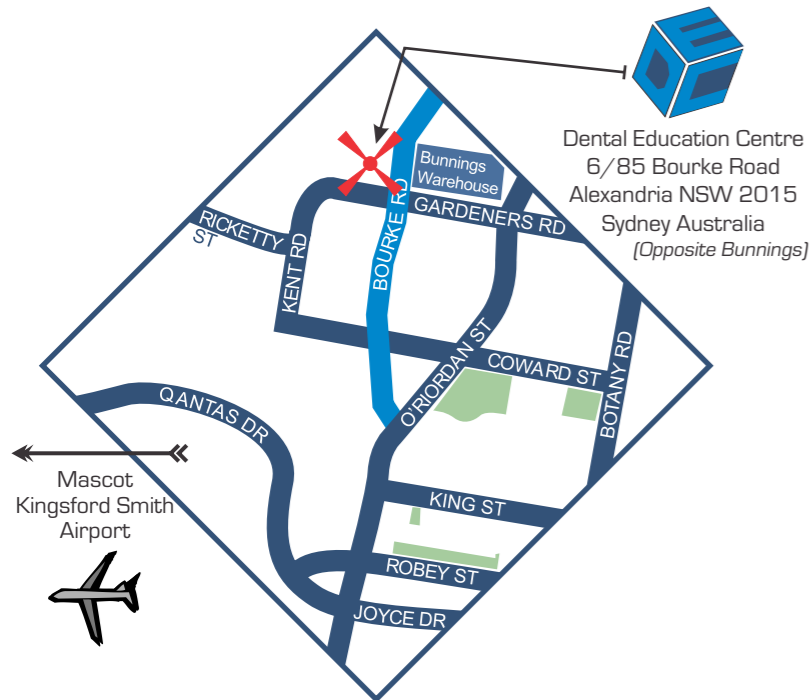 Dental Education Centre
6/85 Bourke Road
Alexandria NSW 2015
Sydney Australia
(Opposite Bunnings)
Bunnings
Warehouse
GARDENERS RD
BOURKE RD
RICKETTY
ST
KENT RD
O'RIORDAN ST
COWARD ST
BOTANY RD
QANTAS DR
Mascot
Kingsford Smith
Airport
KING ST
ROBEY ST
JOYCE DR